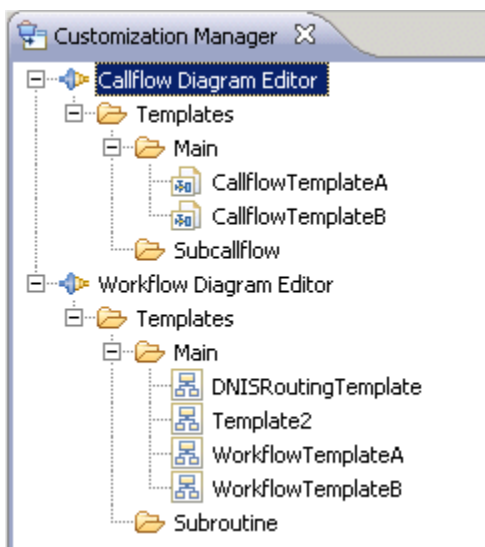 Customization Manager
Callflow Diagram Editor
Templates
Main
CallflowTemplateA
CallflowTemplateB
Subcallflow
Workflow Diagram Editor
Templates
Main
DNISRoutingTemplate
Template2
WorkflowTemplateA
WorkflowTemplateB
Subroutine